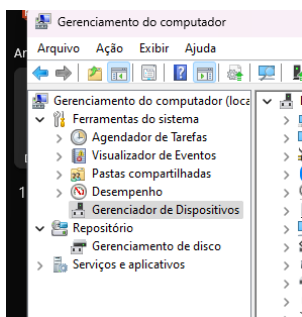 Gerenciamento do computador
Arquivo Ação Exibir Ajuda
Gerenciamento do computador (loca
Ferramentas do sistema
Agendador de Tarefas
Visualizador de Eventos
Pastas compartilhadas
Desempenho
Gerenciador de Dispositivos
Repositório
Gerenciamento de disco
Serviços e aplicativos